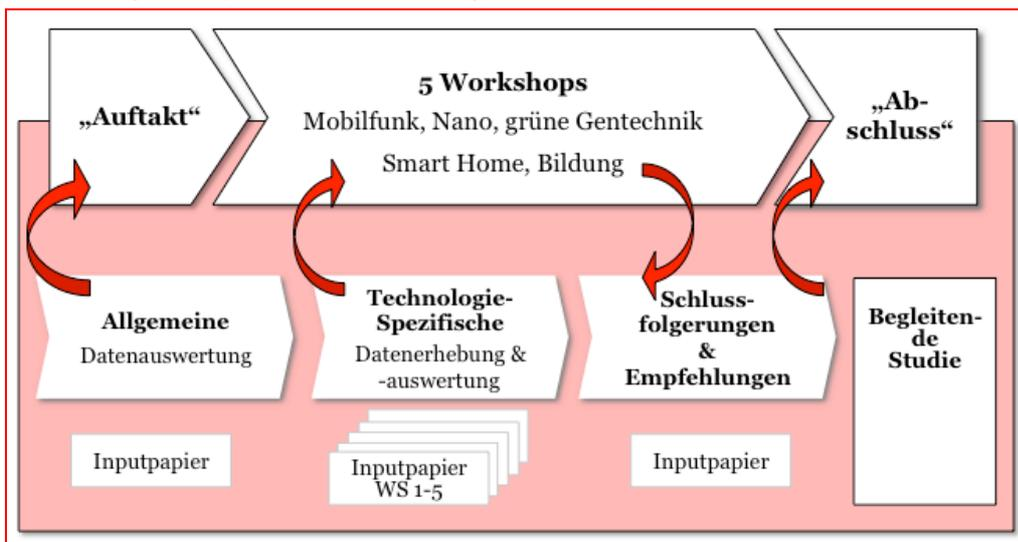 „Auftakt“
5 Workshops
Mobilfunk, Nano, grüne Gentechnik
Smart Home, Bildung
„Ab-
schluss“
Allgemeine
Datenauswertung
Technologie-
Spezifische
Datenerhebung &
-auswertung
Schluss-
folgerungen
&
Empfehlungen
Begleiten-
de
Studie
Inputpapier
Inputpapier
WS 1-5
Inputpapier